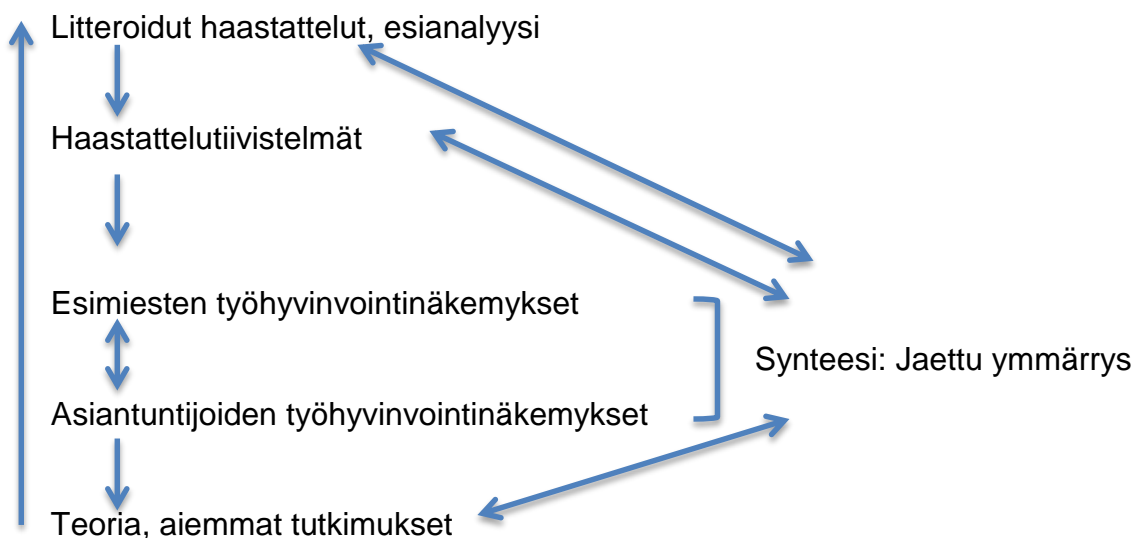 Litteroidut haastattelut, esianalyysi
Haastattelutiivistelmät
Esimiesten työhyvinvointinäkemykset
Synteesi: Jaettu ymmärrys
Asiantuntijoiden työhyvinvointinäkemykset
Teoria, aiemmat tutkimukset